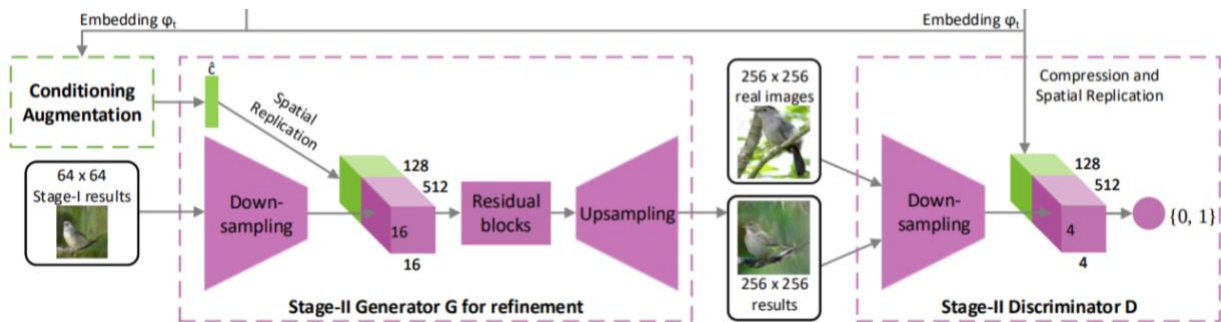 Embedding φt
Embedding φt
Conditioning
Augmentation
ĉ
Spatial
Replication
64 x 64
Stage-I results
Down-
sampling
128
512
16
16
Residual
blocks
Upsampling
Stage-II Generator G for refinement
256 x 256
real images
256 x 256
results
Compression and
Spatial Replication
Down-
sampling
128
512
4
4
{0, 1}
Stage-II Discriminator D